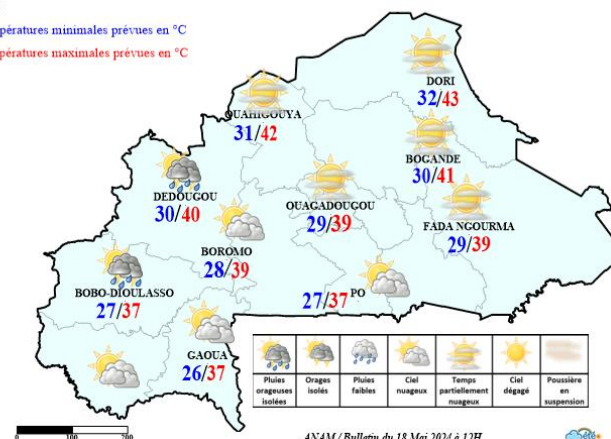 pératures minimales prévues en °C
pératures maximales prévues en °C
DORI
32/43
OUAHIGOUYA
31/42
BOGANDE
30/41
DEDOUGOU
30/40
OUAGADOUGOU
29/39
FADA NGOURMA
29/39
BOROMO
28/39
BOBO-DIOULASSO
27/37
27/37 PO
GAOUA
26/37
Pluies orageuses isolées
Orages isolés
Pluies faibles
Ciel nuageux
Temps partiellement nuageux
Ciel dégagé
Poussière en suspension
0 100 200
ANAM / Bulletin du 18 Mai 2024 à 12H